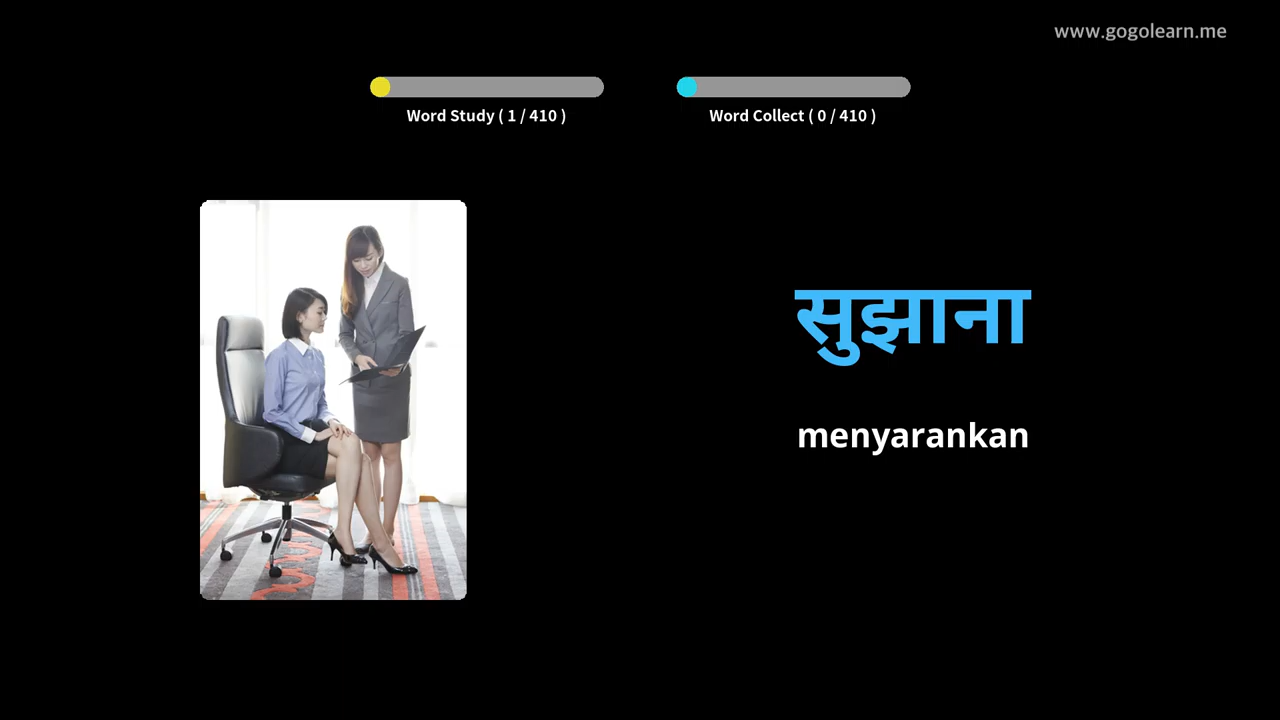 www.gogolearn.me
Word Study ( 1 / 410 )
Word Collect ( 0 / 410 )
सुझाना
menyarankan